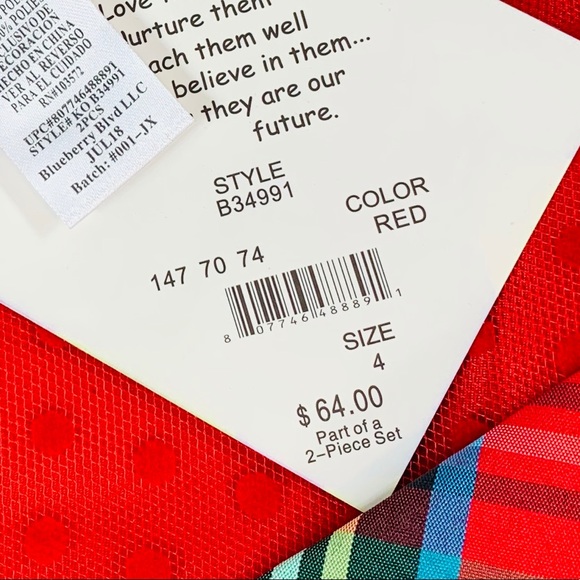 % POLIE
CLUSIVO DE
ECORACIÓN
HECHO EN CHINA
VER AL REVERSO
PARA EL CUIDADO
RN#103572
UPC#807746488891
STYLE# KO B34991
2PCS
Blueberry Blvd LLC
JUL18
Batch: #001-JX
Love
urture them
ach them well
believe in them...
they are our
future.
STYLE
B34991
COLOR
RED
147 70 74
8 07746 48889 1
SIZE
4
$ 64.00
Part of a
2-Piece Set